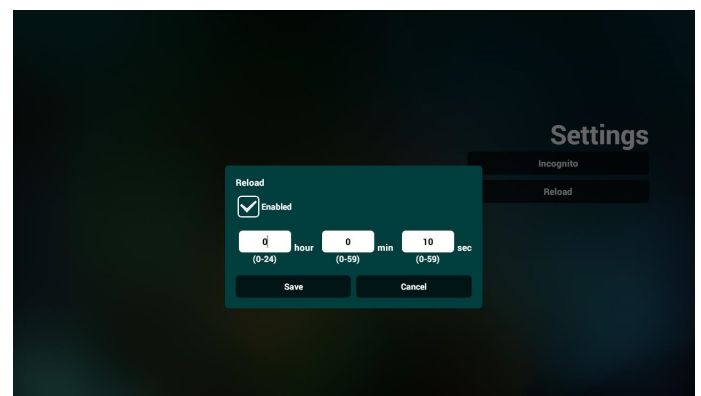 Settings
Incognito
Reload
Reload
Enabled
0 hour 0 min 10 sec
(0-24) (0-59) (0-59)
Save Cancel